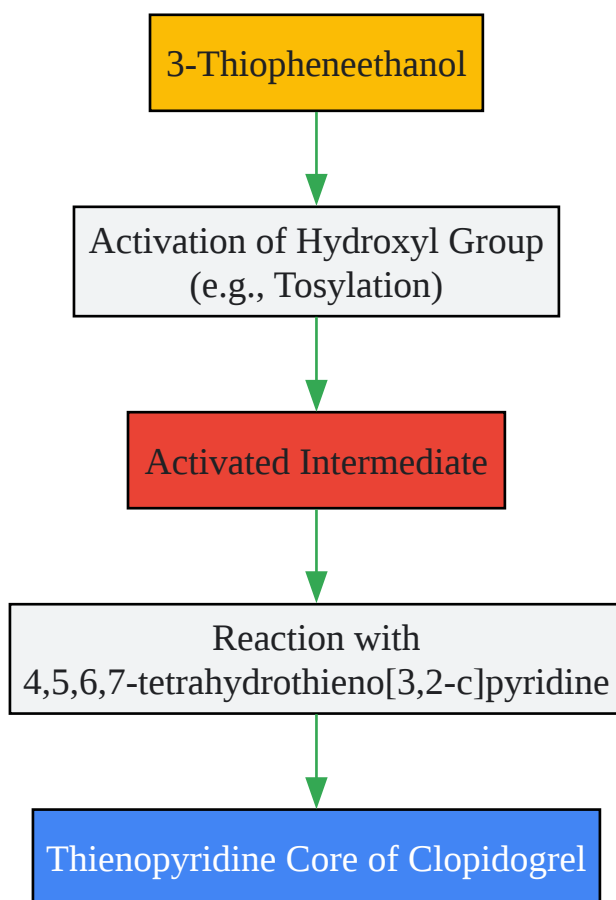 3-Thiopheneethanol
Activation of Hydroxyl Group
(e.g., Tosylation)
Activated Intermediate
Reaction with
4,5,6,7-tetrahydrothieno[3,2-c]pyridine
Thienopyridine Core of Clopidogrel